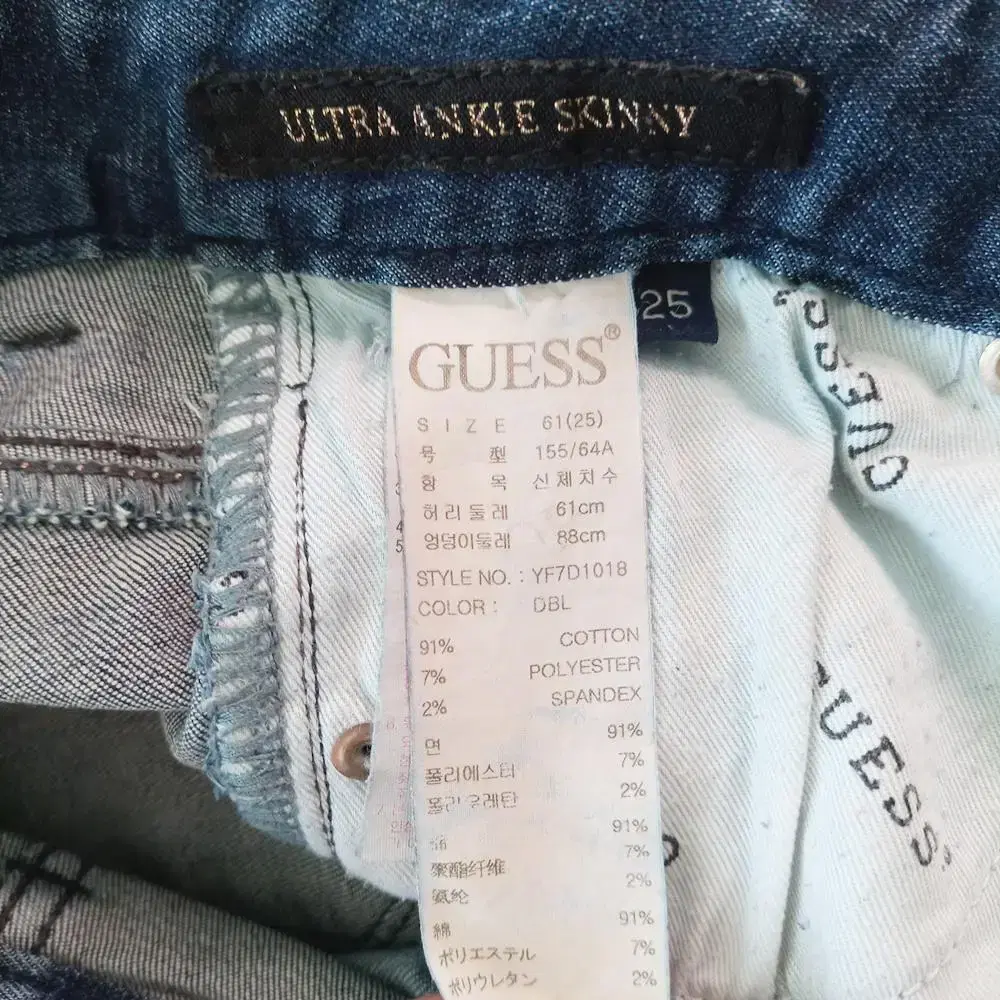 ULTRA ANKLE SKINNY
25
GUESS®
SIZE 61(25)
号 型 155/64A
항 목 신체치수
허리둘레 61cm
엉덩이둘레 88cm
STYLE NO. : YF7D1018
COLOR : DBL
91% COTTON
7% POLYESTER
2% SPANDEX
면 91%
폴리에스터 7%
폴리우레탄 2%
91%
聚酯纤维 7%
氨纶 2%
綿 91%
ポリエステル 7%
ポリウレタン 2%
GUESS
GUESS